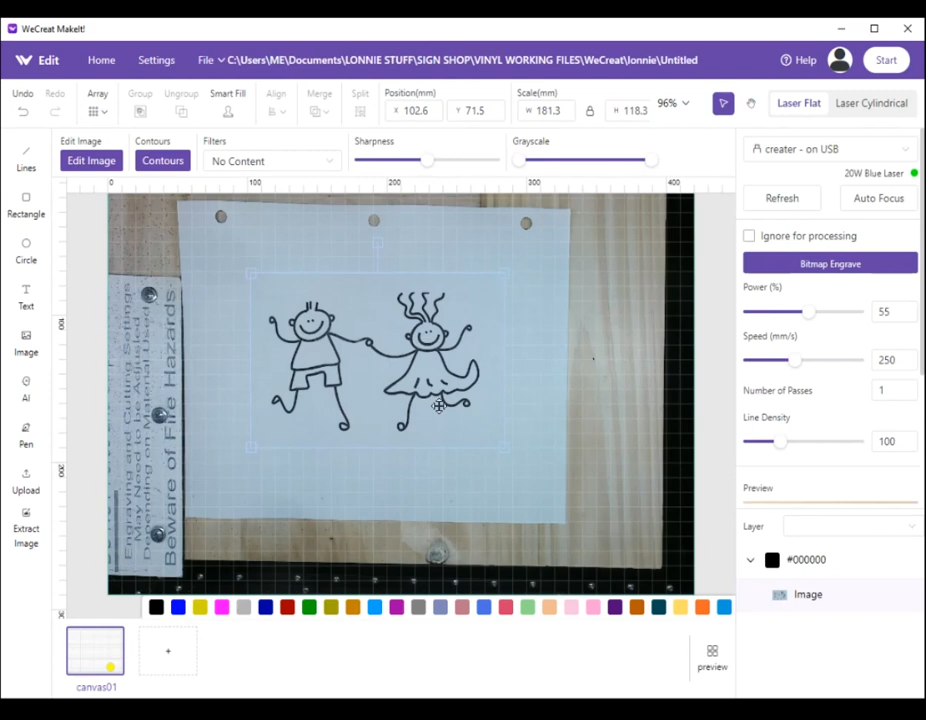 WeCreat MakeIt!
Edit
Home
Settings
File
C:\Users\ME\Documents\LONNIE STUFF\SIGN SHOP\VINYL WORKING FILES\WeCreat\lonnie\Untitled
Help
Start
Undo
Redo
Array
Group
Ungroup
Smart Fill
Align
Merge
Split
Position(mm)
X 102.6
Y 71.5
Scale(mm)
W 181.3
H 118.3
96%
Laser Flat
Laser Cylindrical
Edit Image
Edit Image
Contours
Contours
Filters
No Content
Sharpness
Grayscale
Lines
Rectangle
Circle
Text
Image
AI
Pen
Upload
Extract
Image
0
100
200
300
400
100
200
Engraving and Cutting Settings
May Need to be Adjusted
Depending on Material Used
Beware of Fire Hazards.
creater - on USB
20W Blue Laser
Refresh
Auto Focus
Ignore for processing
Bitmap Engrave
Power (%)
55
Speed (mm/s)
250
Number of Passes
1
Line Density
100
Preview
Layer
#000000
Image
canvas01
+
preview